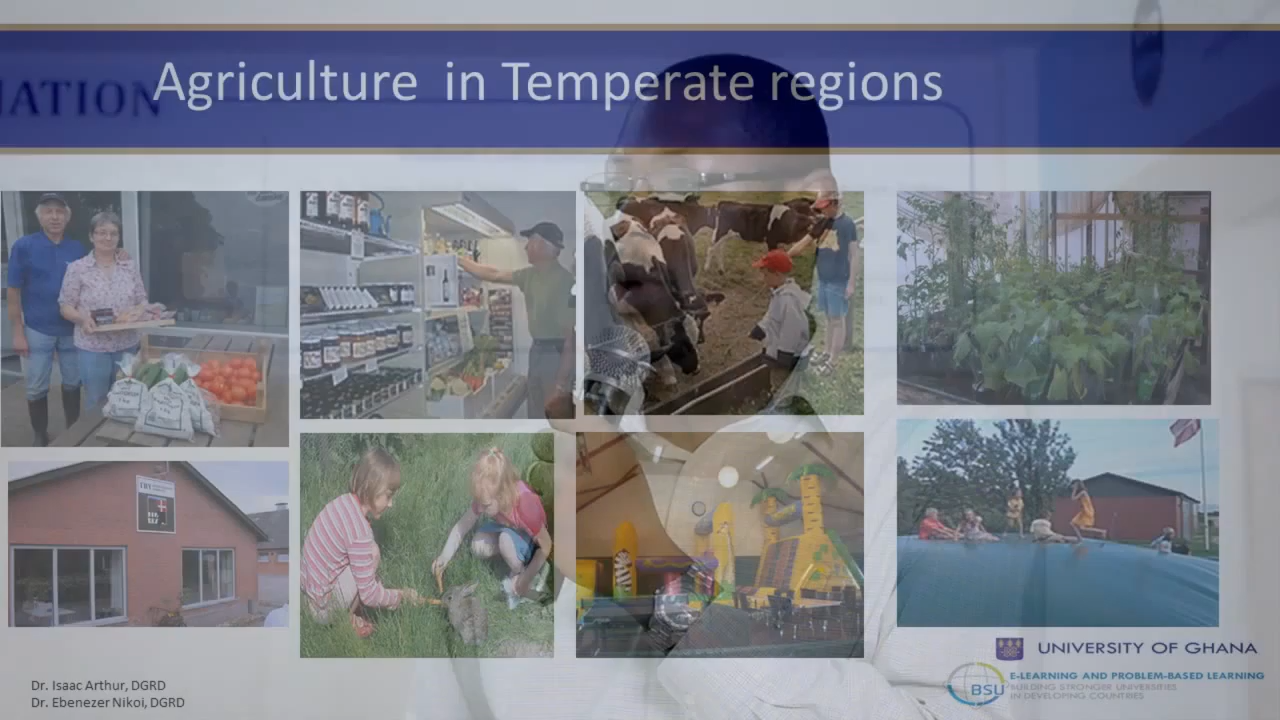 Agriculture in Temperate regions
IATION
UNIVERSITY OF GHANA
E-LEARNING AND PROBLEM-BASED LEARNING
BSU
BUILDING STRONGER UNIVERSITIES
IN DEVELOPING COUNTRIES
Dr. Isaac Arthur, DGRD
Dr. Ebenezer Nikoi, DGRD